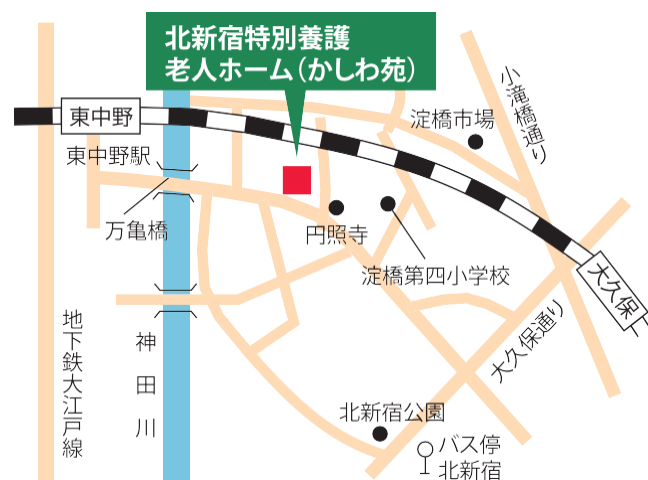 北新宿特別養護
老人ホーム（かしわ苑）
東中野
東中野駅
万亀橋
淀橋市場
小滝橋通り
円照寺
淀橋第四小学校
大久保
大久保通り
地下鉄大江戸線
神田川
北新宿公園
バス停
北新宿